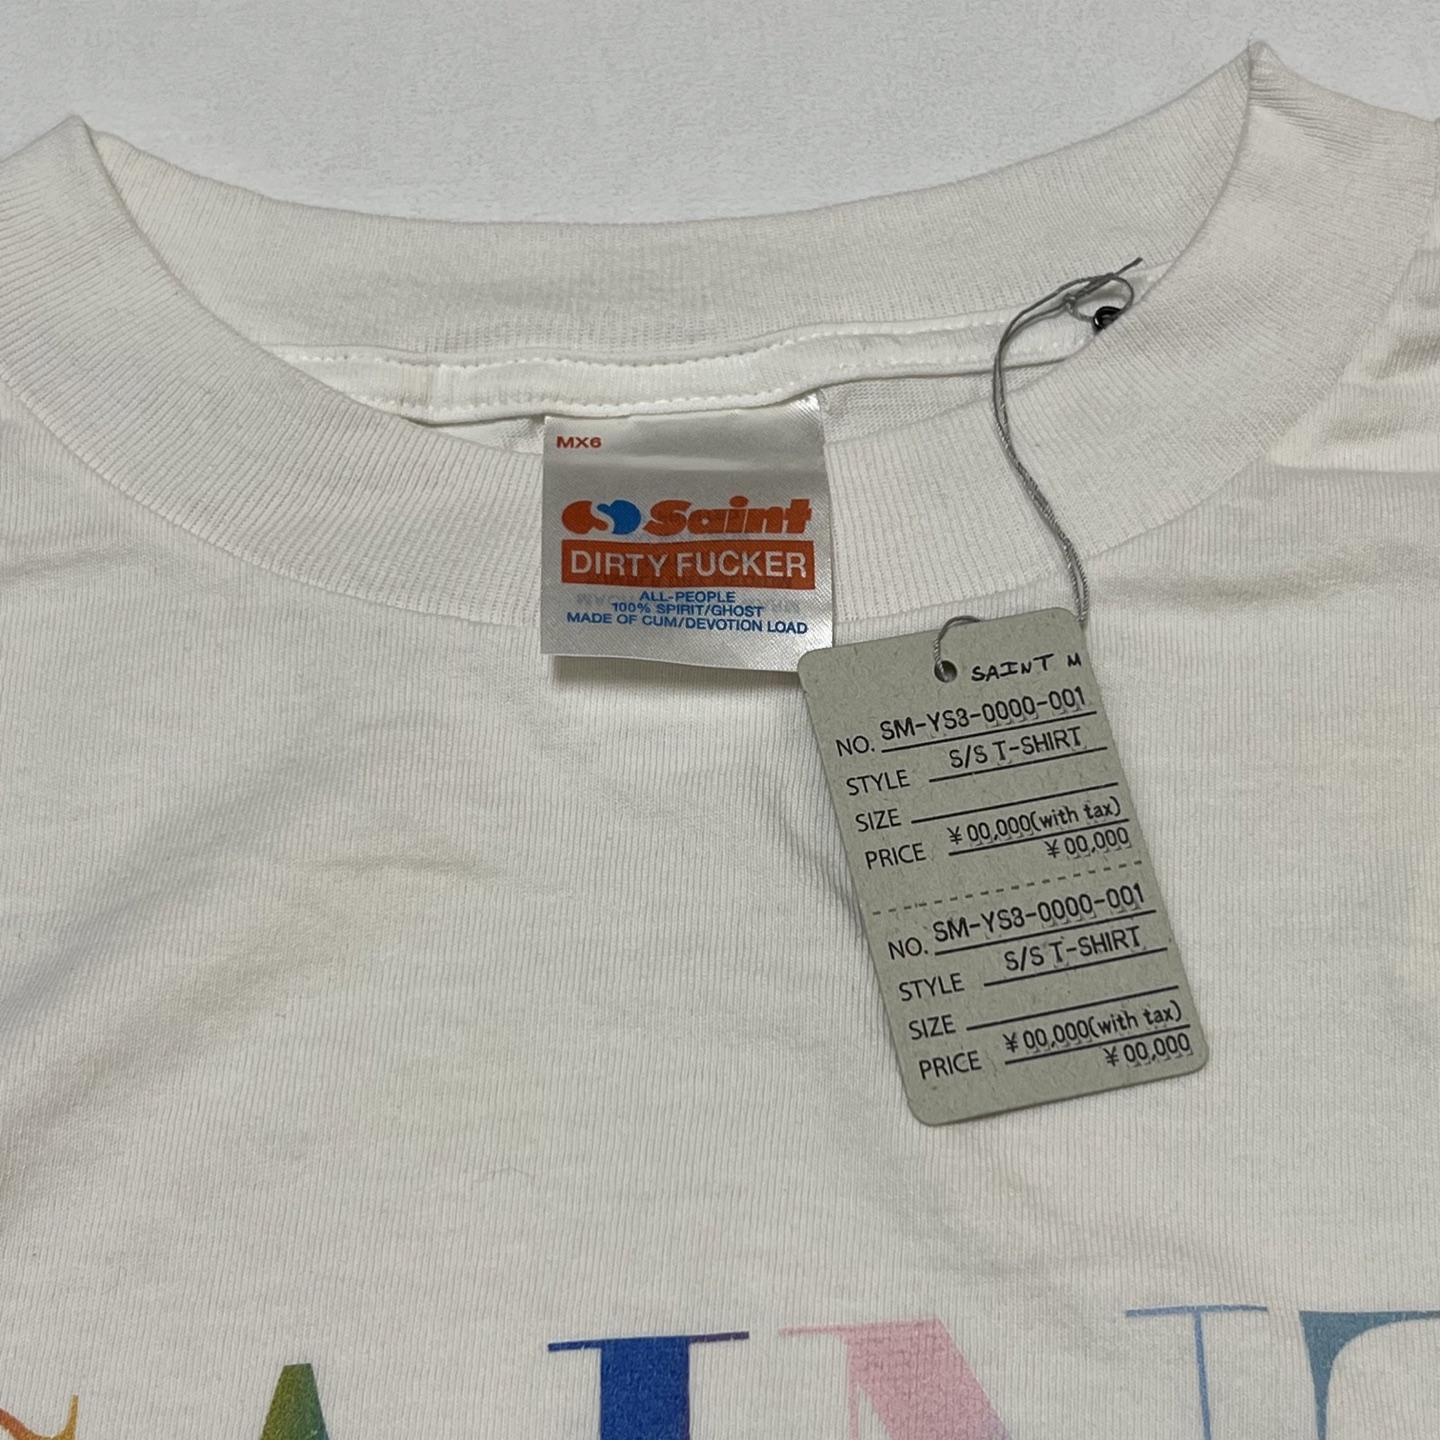 MX6
Saint
DIRTY FUCKER
ALL-PEOPLE
100% SPIRIT/GHOST
MADE OF CUM/DEVOTION LOAD
SAINT M
NO. SM-YS3-0000-001
STYLE S/S T-SHIRT
SIZE
PRICE ¥00,000(with tax)
¥00,000
NO. SM-YS3-0000-001
STYLE S/S T-SHIRT
SIZE
PRICE ¥00,000(with tax)
¥00,000